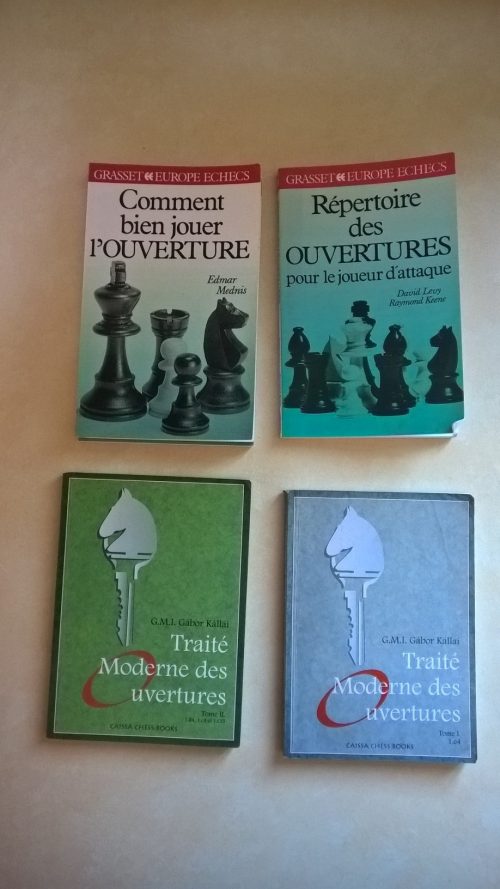 GRASSET EUROPE ECHECS
Comment
bien jouer
l'OUVERTURE
Edmar
Mednis
GRASSET EUROPE ECHECS
Répertoire
des
OUVERTURES
pour le joueur d'attaque
David Levy
Raymond Keene
G.M.I. Gábor Kállai
Traité
Moderne des
Ouvertures
Tome II.
CAISSA CHESS BOOKS
G.M.I. Gábor Kállai
Traité
Moderne des
Ouvertures
Tome I.
1.e4
CAISSA CHESS BOOKS